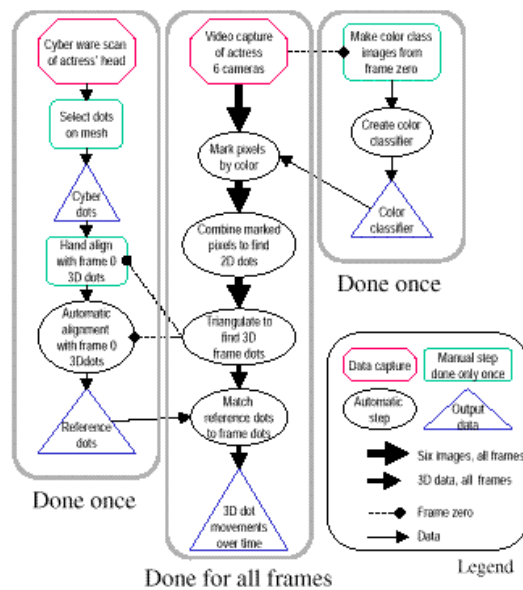 Cyber ware scan
of actress' head
Select dots
on mesh
Cyber
dots
Hand align
with frame 0
3D dots
Automatic
alignment
with frame 0
3Ddots
Reference
dots
Done once
Video capture
of actress
6 cameras
Mark pixels
by color
Combine marked
pixels to find
2D dots
Triangulate to
find 3D
frame dots
Match
reference dots
to frame dots
3D dot
movements
over time
Done for all frames
Make color class
images from
frame zero
Create color
classifier
Color
classifier
Done once
Data capture
Manual step
done only once
Automatic
step
Output
data
Six images, all frames
3D data, all frames
Frame zero
Data
Legend